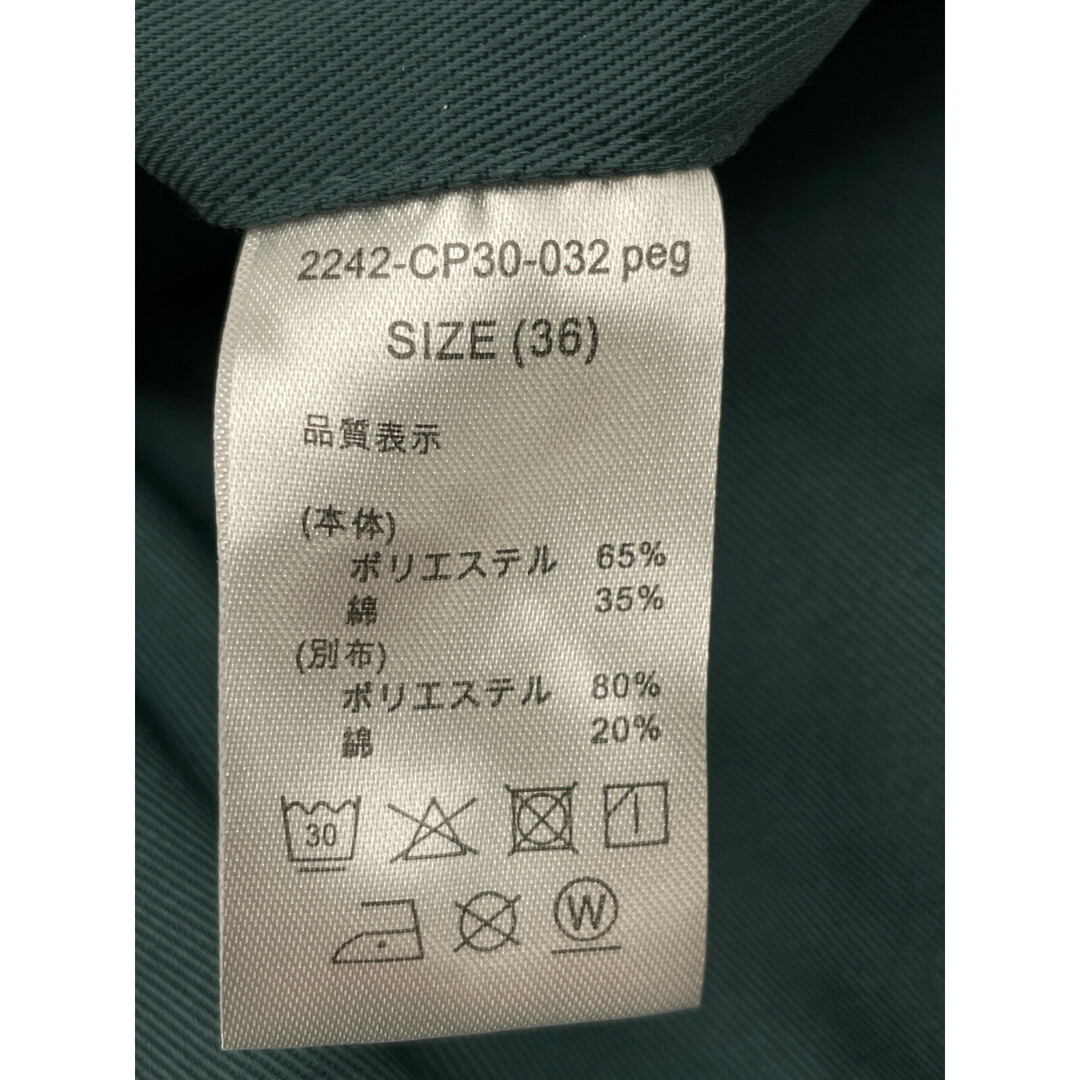 2242-CP30-032 peg
SIZE (36)
品質表示
(本体)
ポリエステル 65%
綿 35%
(別布)
ポリエステル 80%
綿 20%
30
W